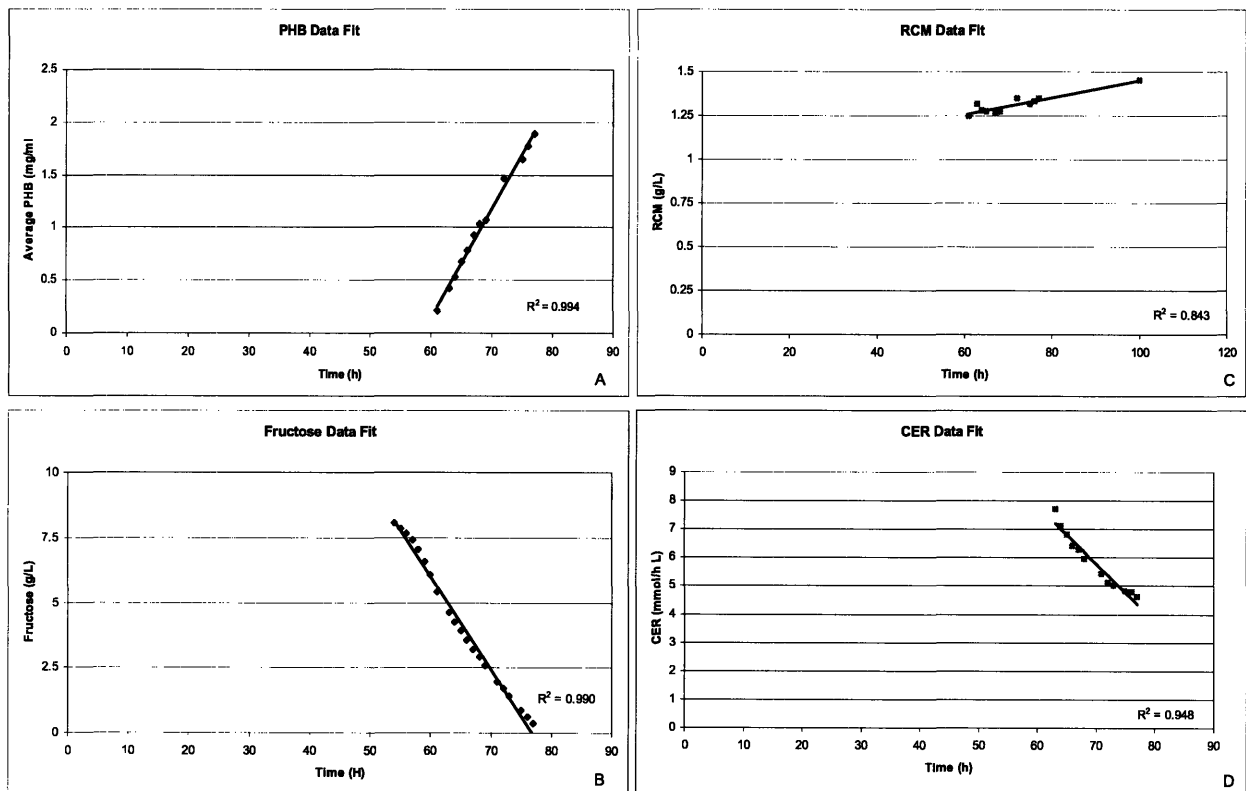 PHB Data Fit
2.5
2
1.5
1
0.5
0
Average PHB (mg/ml)
0 10 20 30 40 50 60 70 80 90
Time (h)
R² = 0.994
A
RCM Data Fit
1.5
1.25
1
0.75
0.5
0.25
0
RCM (g/L)
0 20 40 60 80 100 120
Time (h)
R² = 0.843
C
Fructose Data Fit
10
7.5
5
2.5
0
Fructose (g/L)
0 10 20 30 40 50 60 70 80 90
Time (H)
R² = 0.990
B
CER Data Fit
9
8
7
6
5
4
3
2
1
0
CER (mmol/h L)
0 10 20 30 40 50 60 70 80 90
Time (h)
R² = 0.948
D